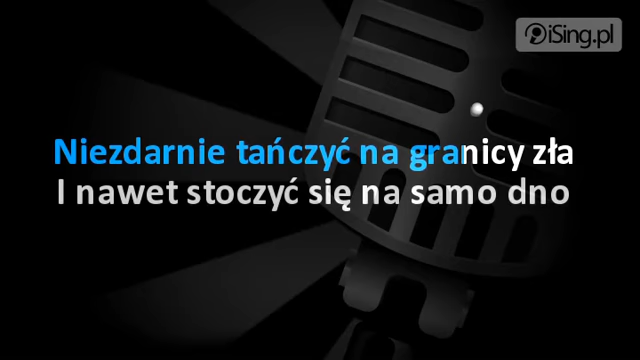 iSing.pl
Niezdarnie tańczyć na granicy zła
I nawet stoczyć się na samo dno